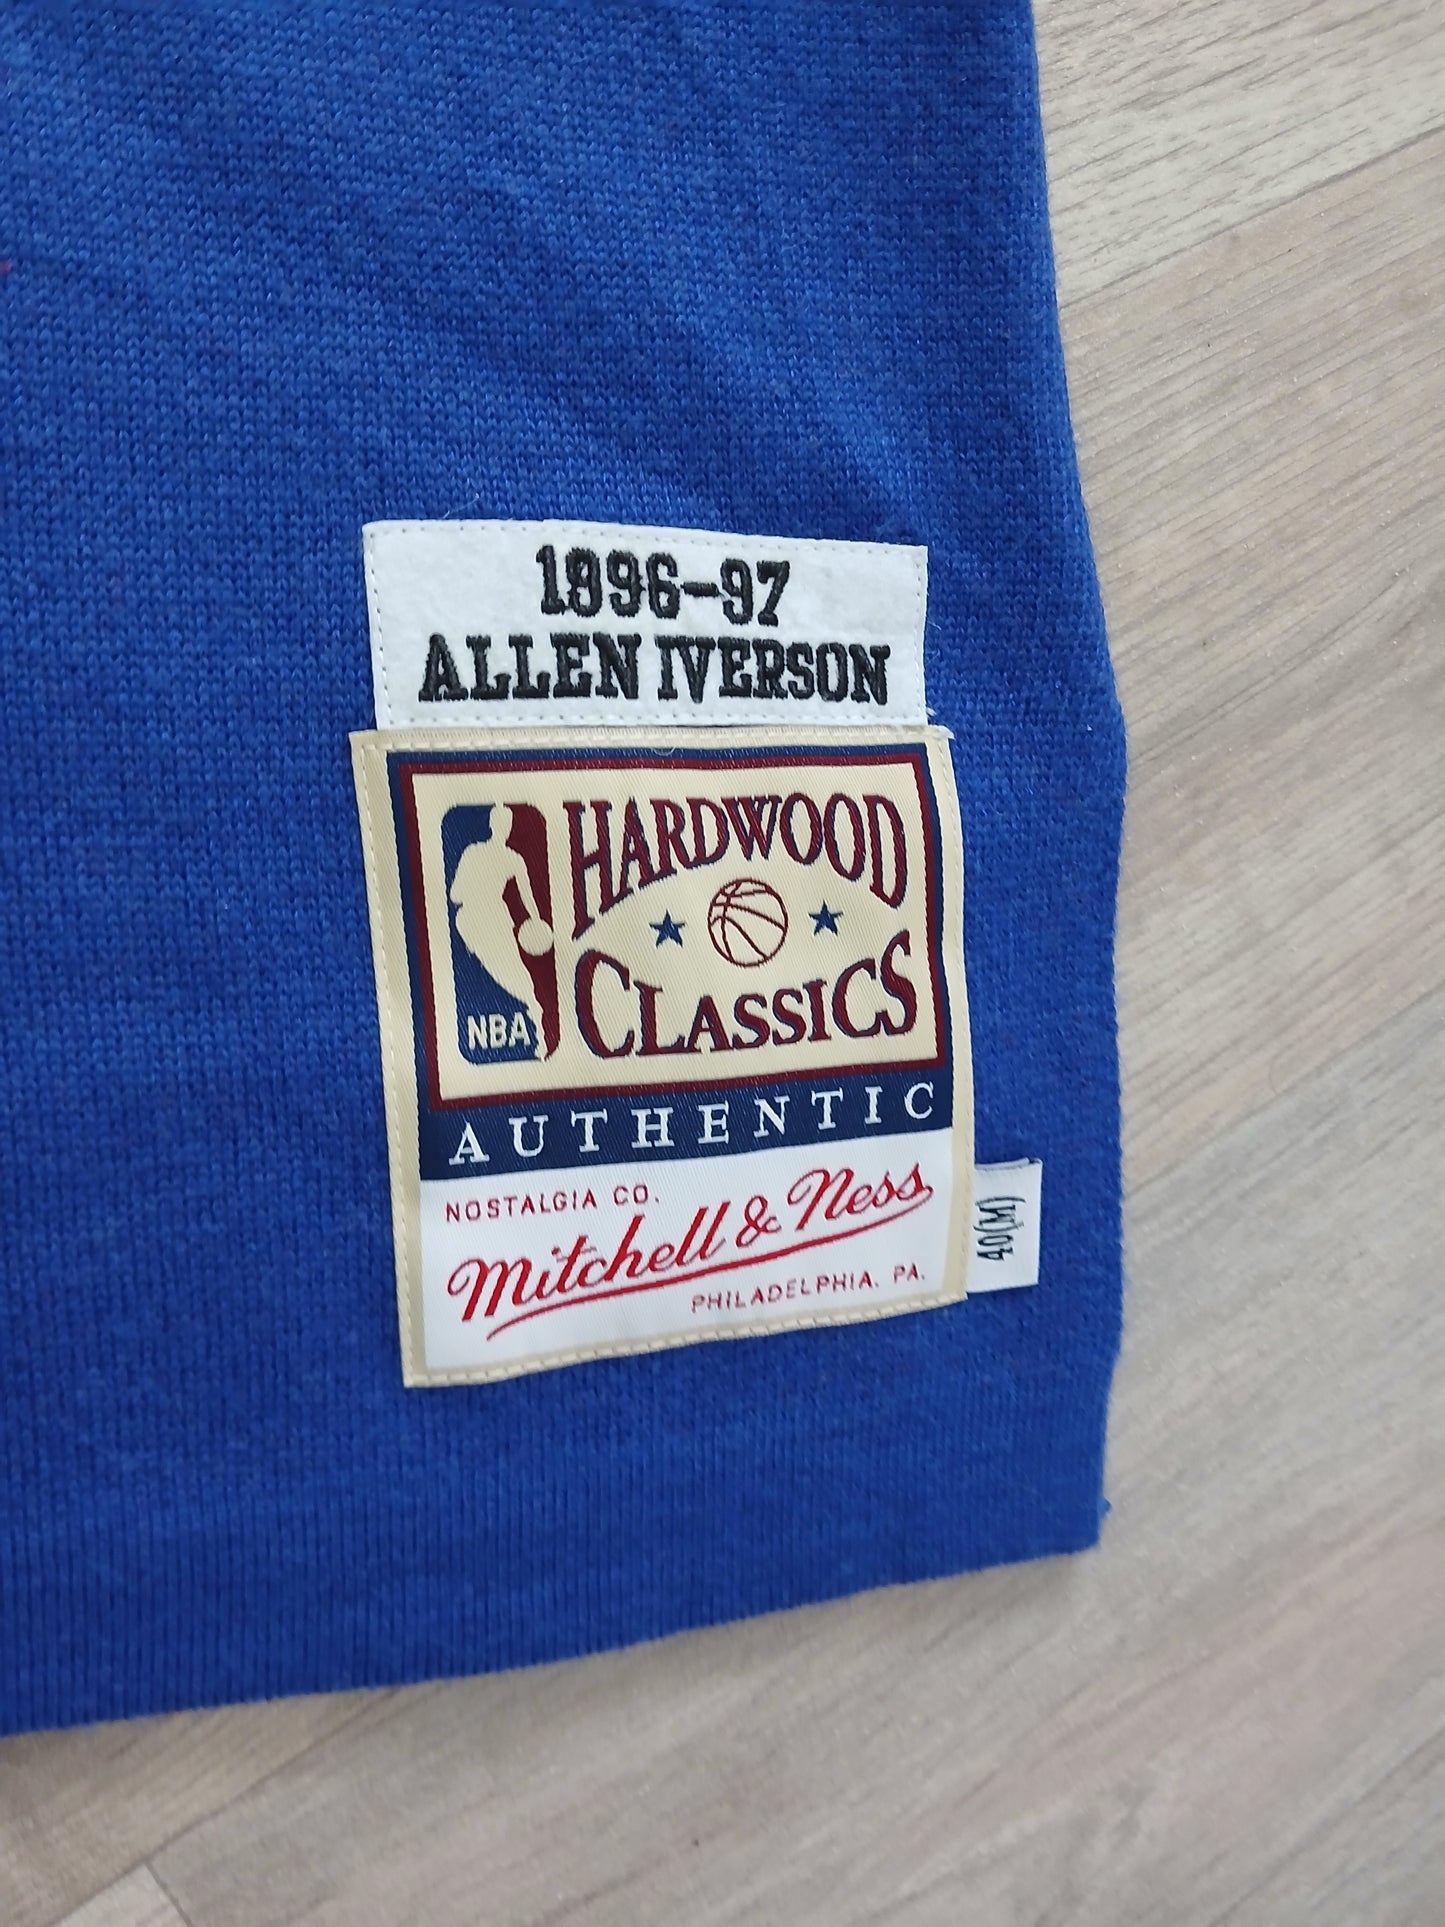 1996-97
ALLEN IVERSON
HARDWOOD
CLASSICS
NBA
AUTHENTIC
NOSTALGIA CO.
Mitchell & Ness
PHILADELPHIA, PA.
40(M)